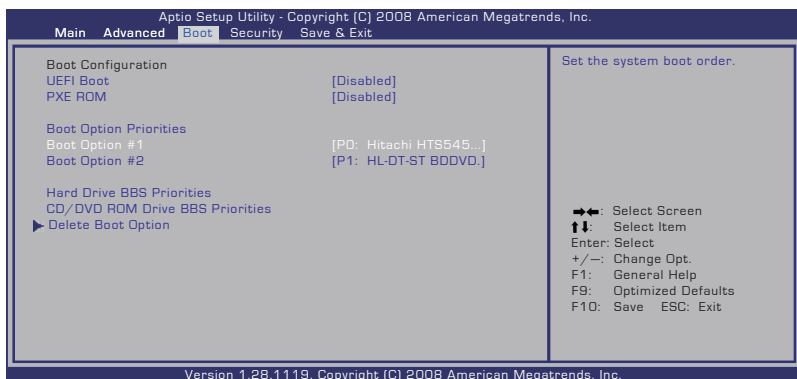 Aptio Setup Utility - Copyright (C) 2008 American Megatrends, Inc.
Main Advanced Boot Security Save & Exit
Boot Configuration
UEFI Boot [Disabled]
PXE ROM [Disabled]
Boot Option Priorities
Boot Option #1 [P0: Hitachi HTS545...]
Boot Option #2 [P1: HL-DT-ST BDDVD.]
Hard Drive BBS Priorities
CD/DVD ROM Drive BBS Priorities
Delete Boot Option
Set the system boot order.
→←: Select Screen
↑↓: Select Item
Enter: Select
+/—: Change Opt.
F1: General Help
F9: Optimized Defaults
F10: Save ESC: Exit
Version 1.28.1119. Copyright (C) 2008 American Megatrends, Inc.